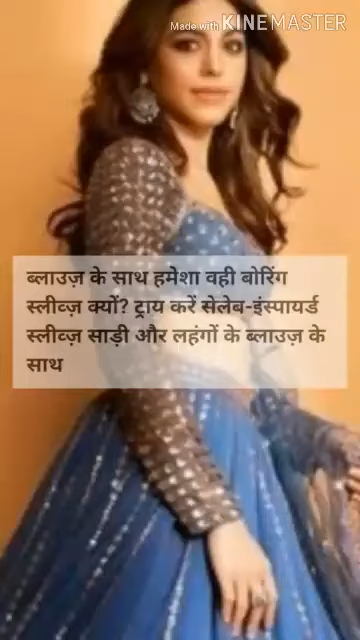 Made with KINEMASTER
ब्लाउज़ के साथ हमेशा वही बोरिंग
स्लीव्ज़ क्यों? ट्राय करें सेलेब-इंस्पायर्ड
स्लीव्ज़ साड़ी और लहंगों के ब्लाउज़ के
साथ